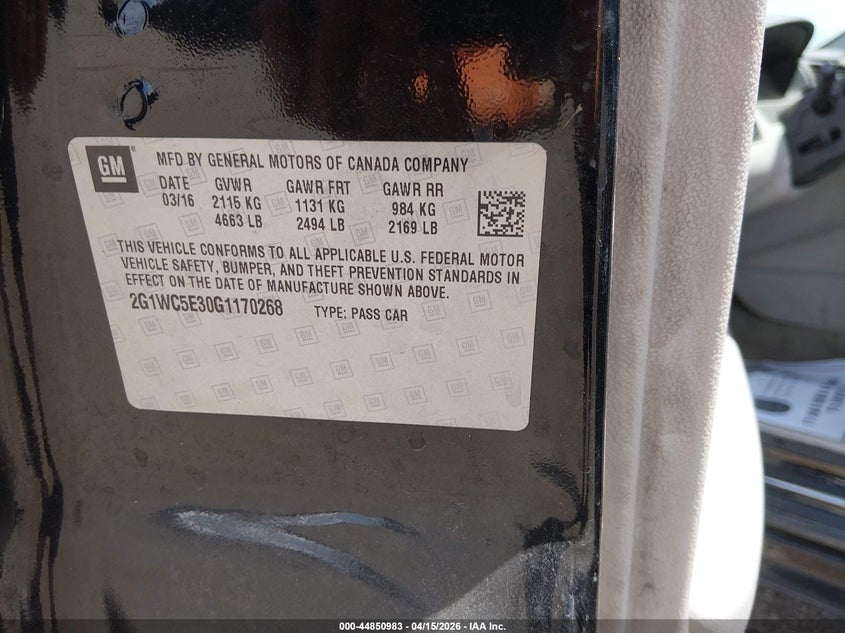 GM
MFD BY GENERAL MOTORS OF CANADA COMPANY
DATE GVWR GAWR FRT GAWR RR
03/16 2115 KG 1131 KG 984 KG
4663 LB 2494 LB 2169 LB
THIS VEHICLE CONFORMS TO ALL APPLICABLE U.S. FEDERAL MOTOR
VEHICLE SAFETY, BUMPER, AND THEFT PREVENTION STANDARDS IN
EFFECT ON THE DATE OF MANUFACTURE SHOWN ABOVE.
2G1WC5E30G1170268 TYPE: PASS CAR
000-44850983 - 04/15/2026 - IAA Inc.